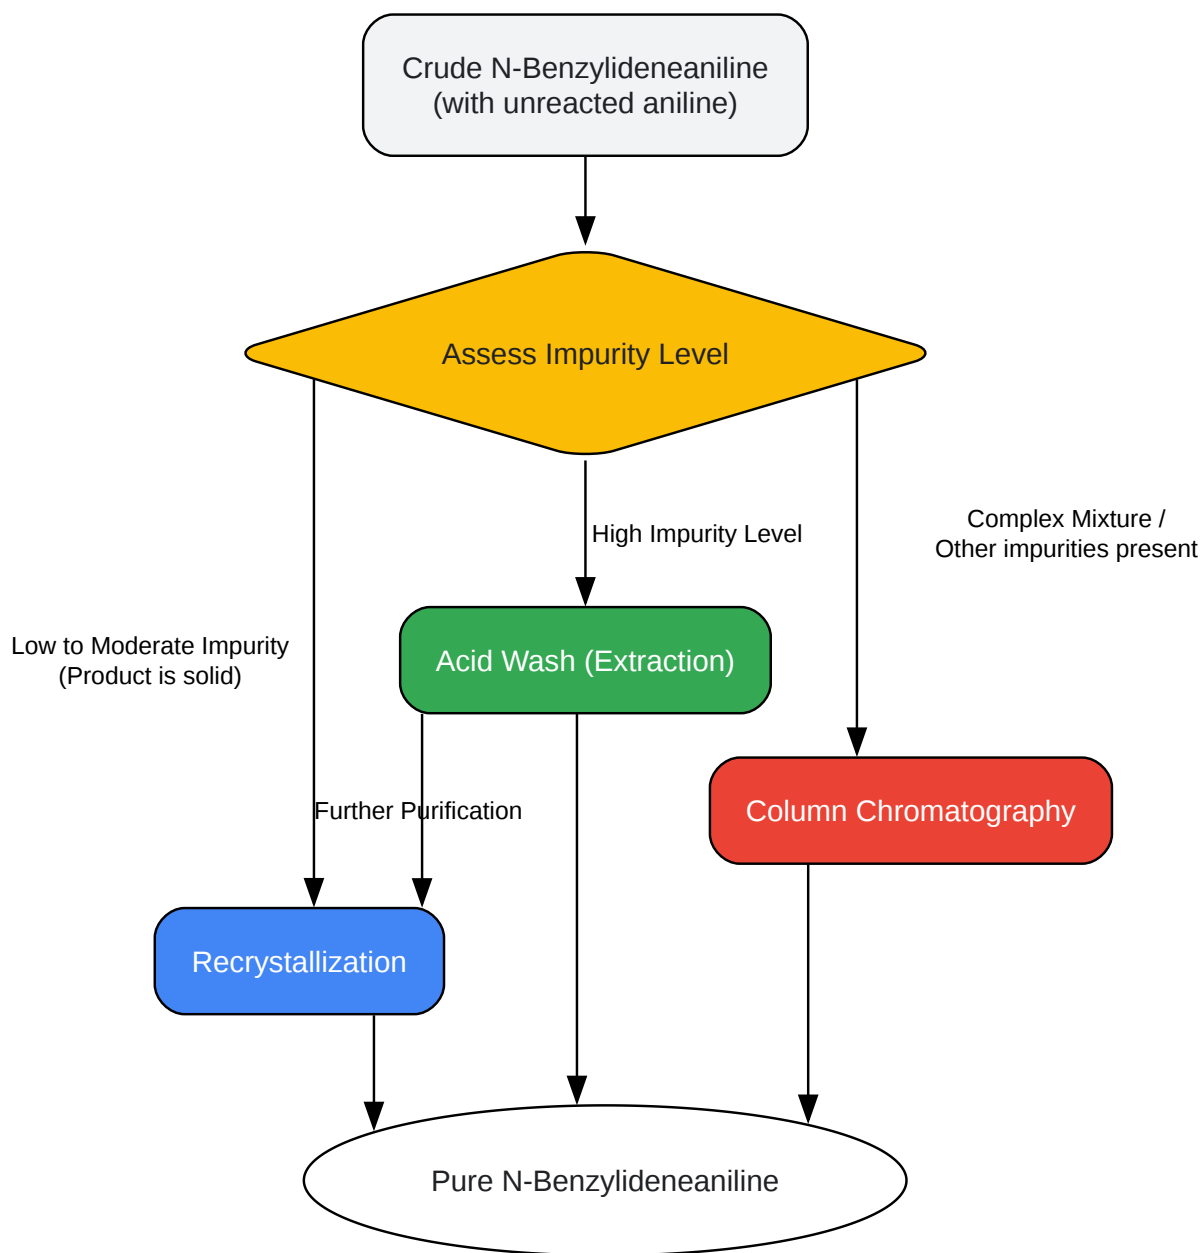 Crude N-Benzylideneaniline
(with unreacted aniline)
Assess Impurity Level
High Impurity Level
Complex Mixture /
Other impurities present
Low to Moderate Impurity
(Product is solid)
Acid Wash (Extraction)
Further Purification
Column Chromatography
Recrystallization
Pure N-Benzylideneaniline